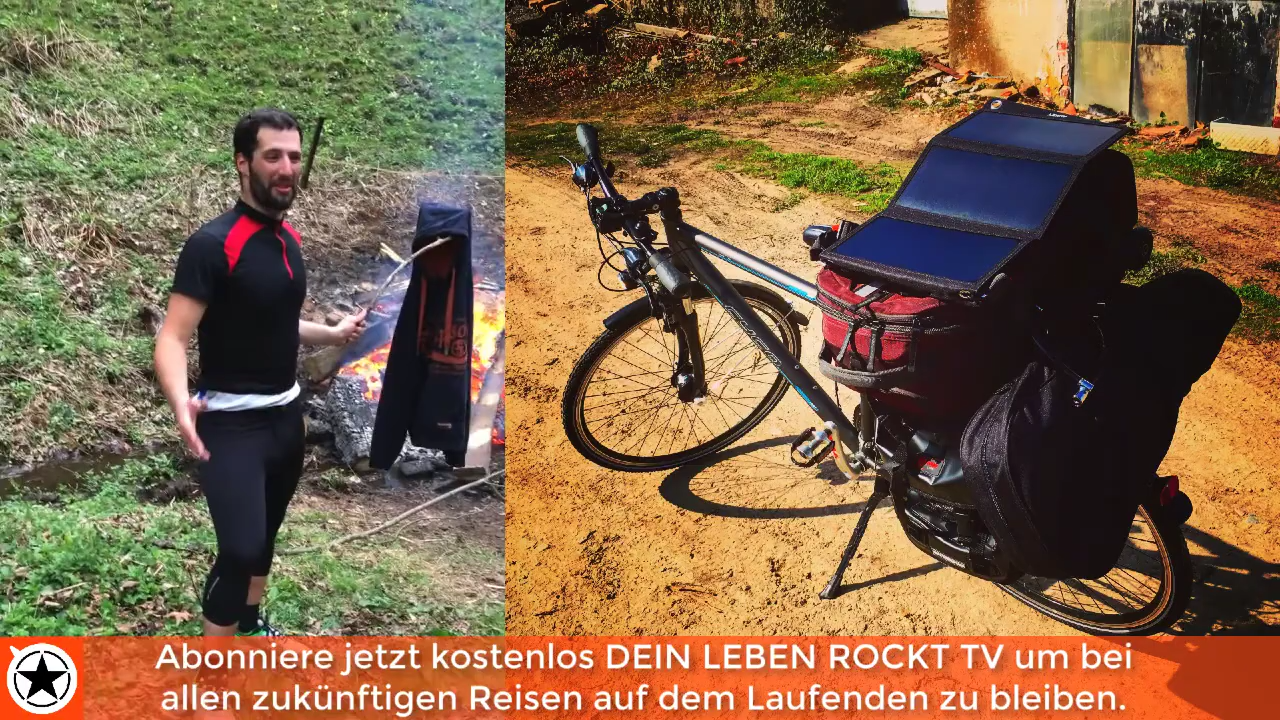 Abonniere jetzt kostenlos DEIN LEBEN ROCKT TV um bei
allen zukünftigen Reisen auf dem Laufenden zu bleiben.